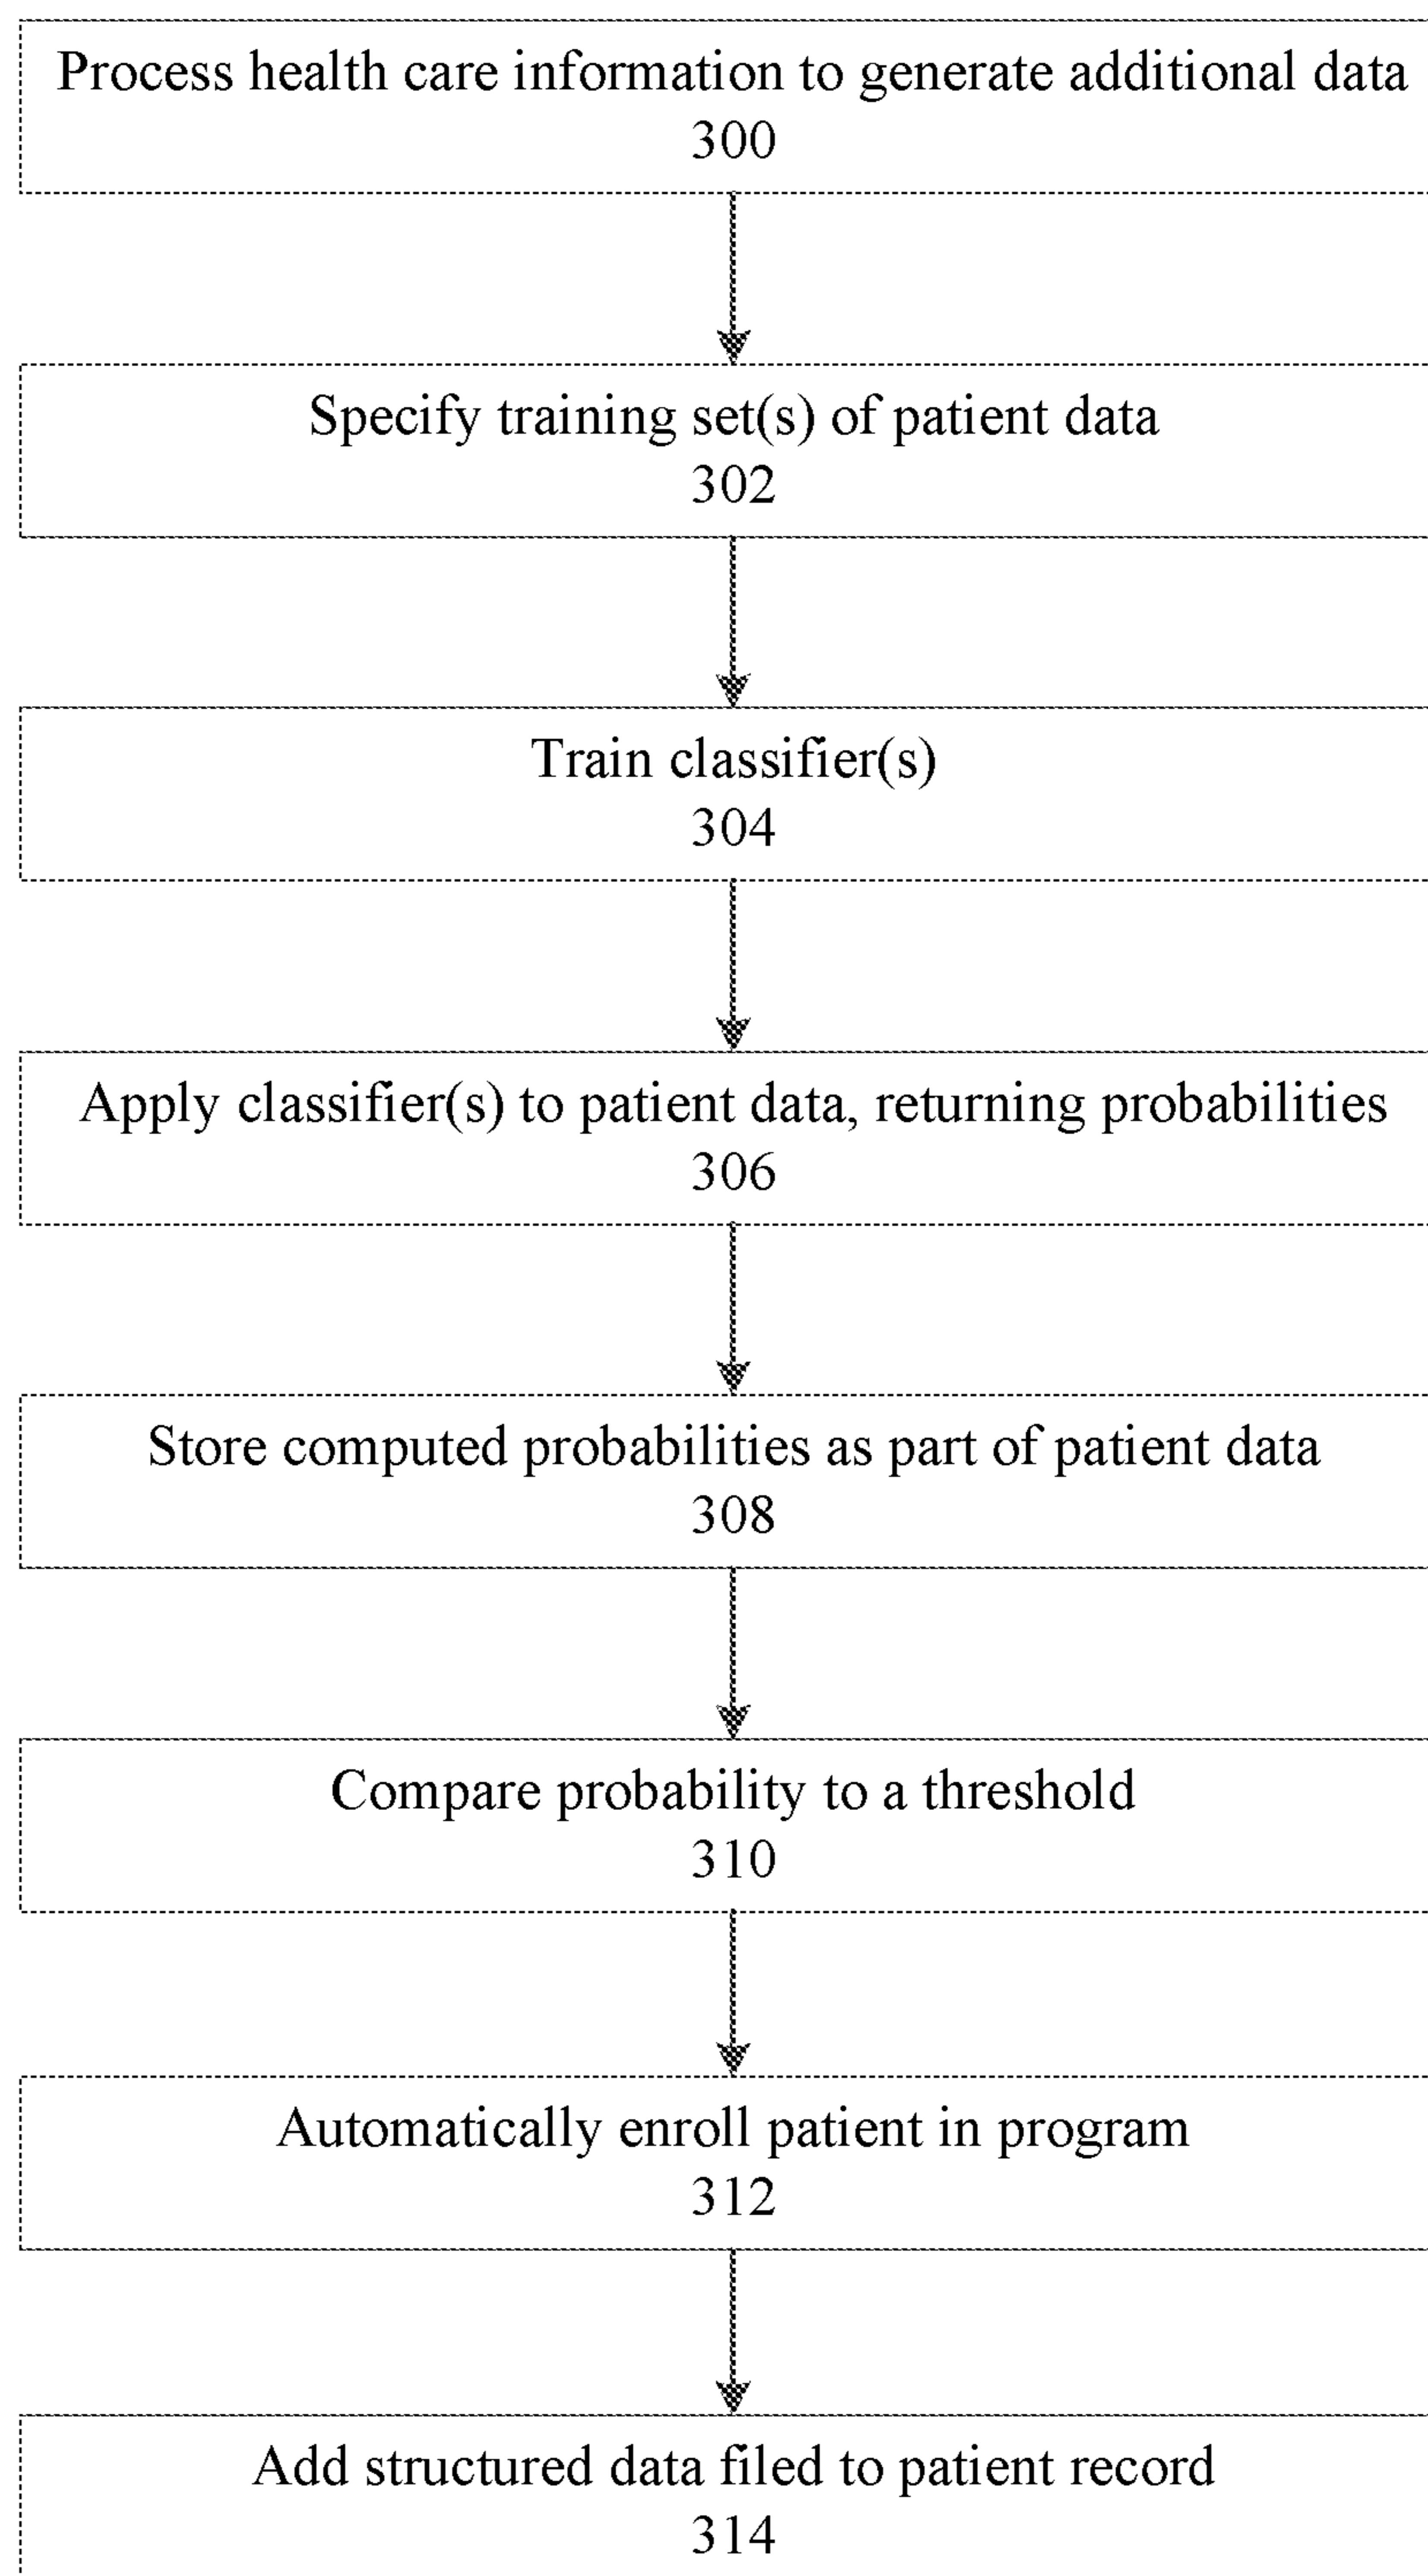 Process health care information to generate additional data
300
Specify training set(s) of patient data
302
Train classifier(s)
304
Apply classifier(s) to patient data, returning probabilities
306
Store computed probabilities as part of patient data
308
Compare probability to a threshold
310
Automatically enroll patient in program
312
Add structured data filed to patient record
314